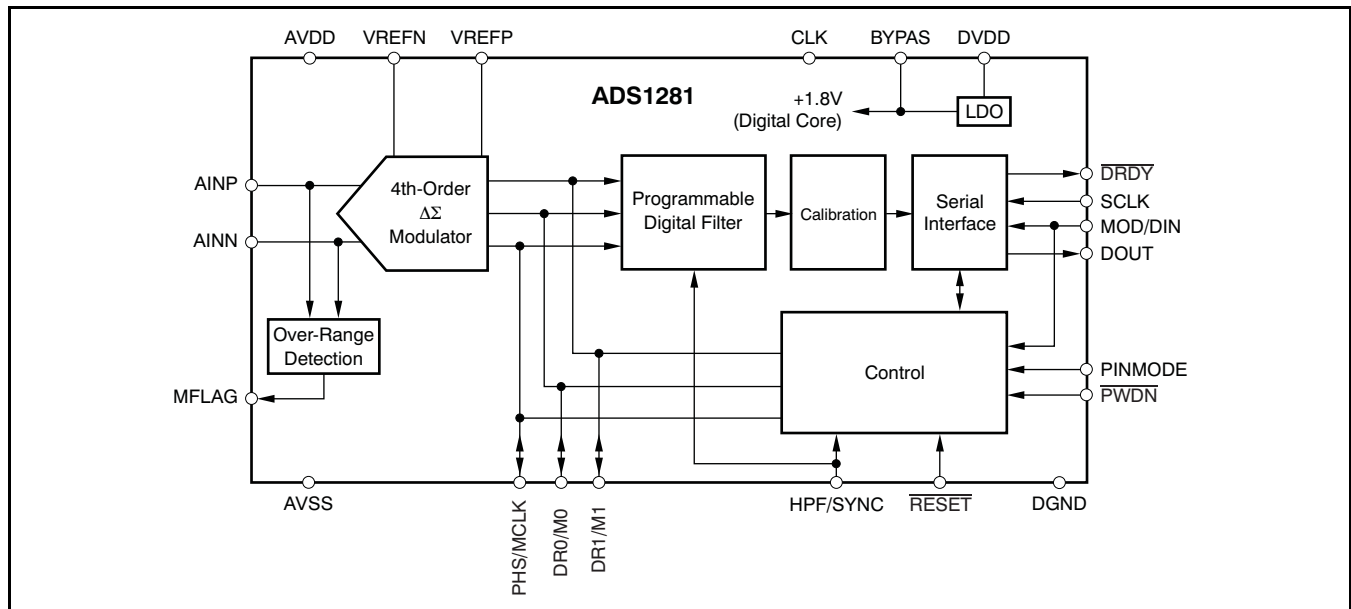 AVDD VREFN VREFP CLK BYPAS DVDD
ADS1281
+1.8V
(Digital Core)
LDO
AINP
AINN
4th-Order
ΔΣ
Modulator
Programmable
Digital Filter
Calibration
Serial
Interface
DRDY
SCLK
MOD/DIN
DOUT
Over-Range
Detection
MFLAG
Control
PINMODE
PWDN
AVSS
PHS/MCLK
DR0/M0
DR1/M1
HPF/SYNC
RESET
DGND